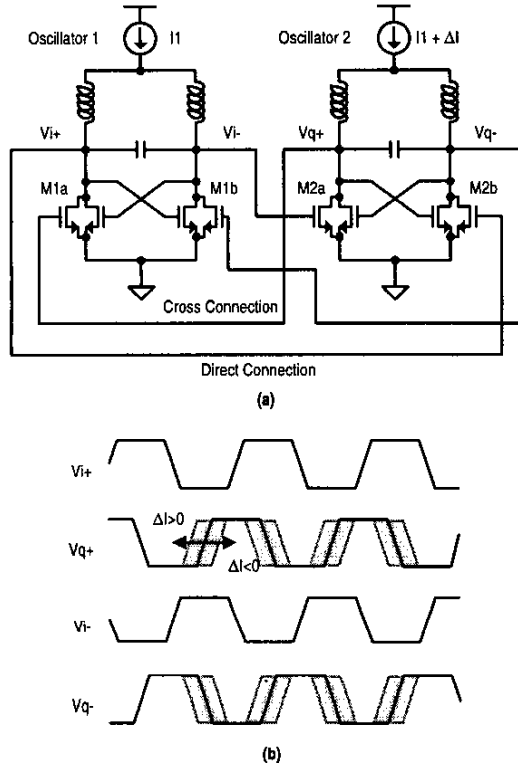 Oscillator 1 I1 Oscillator 2 I1 + ΔI
Vi+ Vi- Vq+ Vq-
M1a M1b M2a M2b
Cross Connection
Direct Connection
(a)
Vi+
ΔI>0
Vq+
ΔI<0
Vi-
Vq-
(b)